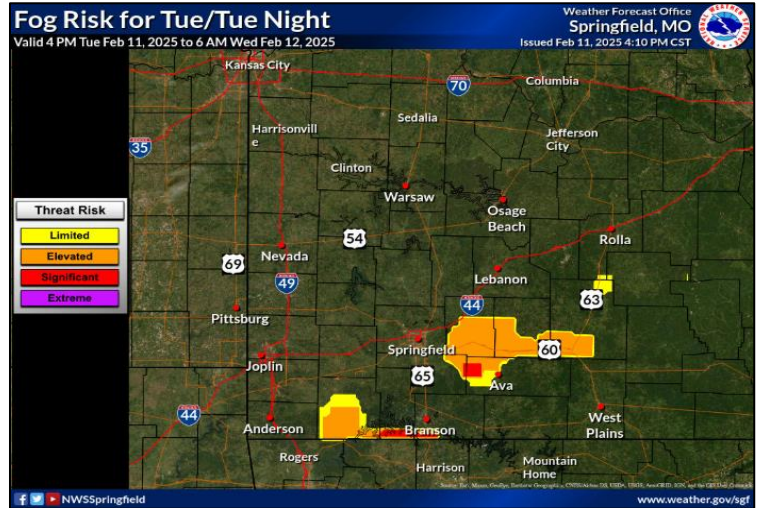 Fog Risk for Tue/Tue Night
Valid 4 PM Tue Feb 11, 2025 to 6 AM Wed Feb 12, 2025
Weather Forecast Office
Springfield, MO
Issued Feb 11, 2025 4:10 PM CST
Kansas City
70
Columbia
Sedalia
Harrisonvill
e
Jefferson
City
35
Clinton
Warsaw
Osage
Beach
Threat Risk
Limited
Elevated
Significant
Extreme
54
Rolla
Nevada
69
Lebanon
49
63
44
Pittsburg
Springfield
60
Joplin
65
Ava
44
Anderson
Branson
West
Plains
Rogers
Harrison
Mountain
Home
NWSSpringfield
www.weather.gov/sgf